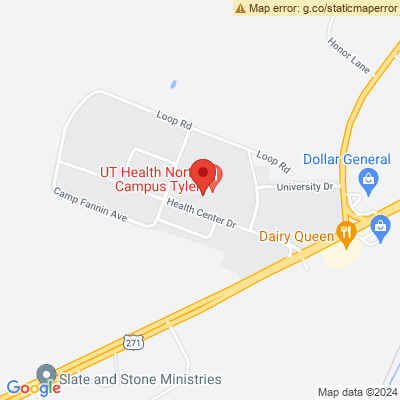 Map error: g.co/staticmaperror
Honor Lane
Loop Rd
Loop Rd
Dollar General
UT Health Nor
Campus Tyler
University Dr
Camp Fannin Ave
Health Center Dr
Dairy Queen
271
Slate and Stone Ministries
Google
Map data ©2024